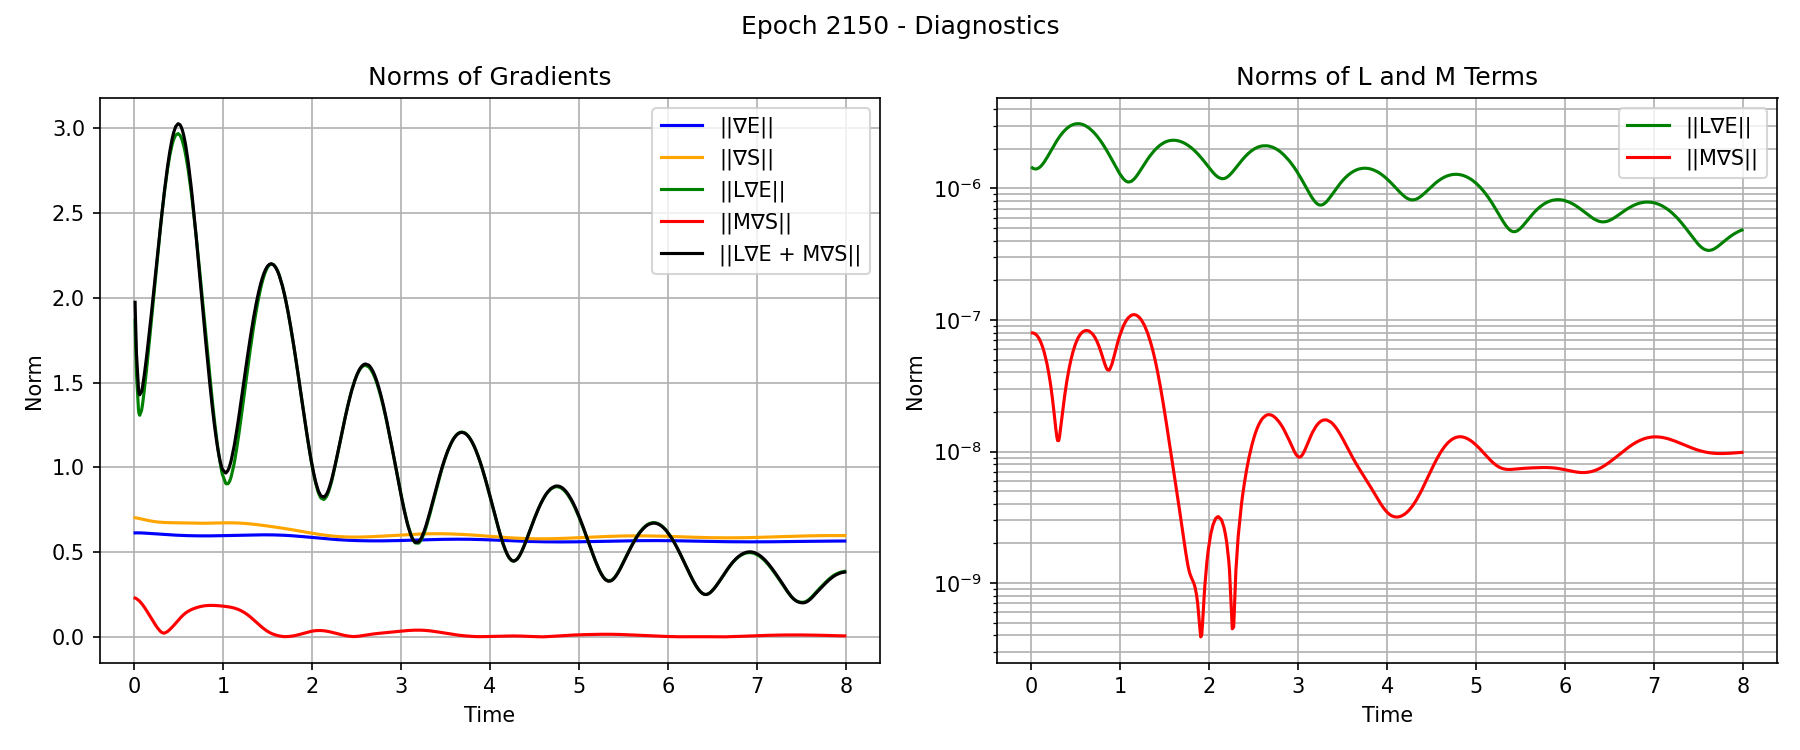 Epoch 2150 - Diagnostics
Norms of Gradients
Norm
3.0
2.5
2.0
1.5
1.0
0.5
0.0
||∇E||
||∇S||
||L∇E||
||M∇S||
||L∇E + M∇S||
0 1 2 3 4 5 6 7 8
Time
Norms of L and M Terms
Norm
10⁻⁶
10⁻⁷
10⁻⁸
10⁻⁹
||L∇E||
||M∇S||
0 1 2 3 4 5 6 7 8
Time